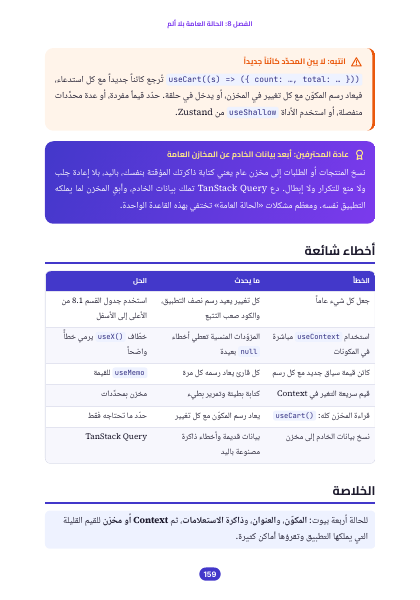 الفصل 8: الحالة العامة بلا ألم
انتبه: لا يبنِ المحدّد كائناً جديداً
useCart((s) => ({ count: …, total: … })) تُرجع كائناً جديداً مع كل استدعاء،
فيعاد رسم المكوّن مع كل تغيير في المخزن، أو يدخل في حلقة. حدّد قيماً مفردة، أو عدة محدّدات
منفصلة، أو استخدم الأداة useShallow من Zustand.
عادة المحترفين: أبعد بيانات الخادم عن المخازن العامة
نسخ المنتجات أو الطلبات إلى مخزن عام يعني كتابة ذاكرتك المؤقتة بنفسك، باليد، بلا إعادة جلب
ولا منع للتكرار ولا إبطال. دع TanStack Query تملك بيانات الخادم، وأبقِ المخزن لما يملكه
التطبيق نفسه. ومعظم مشكلات «الحالة العامة» تختفي بهذه القاعدة الواحدة.
أخطاء شائعة
الخطأ ما يحدث الحل
جعل كل شيء عاماً كل تغيير يعيد رسم نصف التطبيق، والكود صعب التتبع استخدم جدول القسم 8.1 من الأعلى إلى الأسفل
استخدام useContext مباشرة في المكونات المزوّدات المنسية تعطي أخطاء null بعيدة خطّاف useX() يرمي خطأً واضحاً
كائن قيمة سياق جديد مع كل رسم كل قارئ يعاد رسمه كل مرة useMemo للقيمة
قيم سريعة التغير في Context كتابة بطيئة وتمرير بطيء مخزن بمحدّدات
قراءة المخزن كله: useCart() يعاد رسم المكوّن مع كل تغيير حدّد ما تحتاجه فقط
نسخ بيانات الخادم إلى مخزن بيانات قديمة وأخطاء ذاكرة مصنوعة باليد TanStack Query
الخلاصة
للحالة أربعة بيوت: المكوّن، والعنوان، وذاكرة الاستعلامات، ثم Context أو مخزن للقيم القليلة
التي يملكها التطبيق وتقرؤها أماكن كثيرة.
159